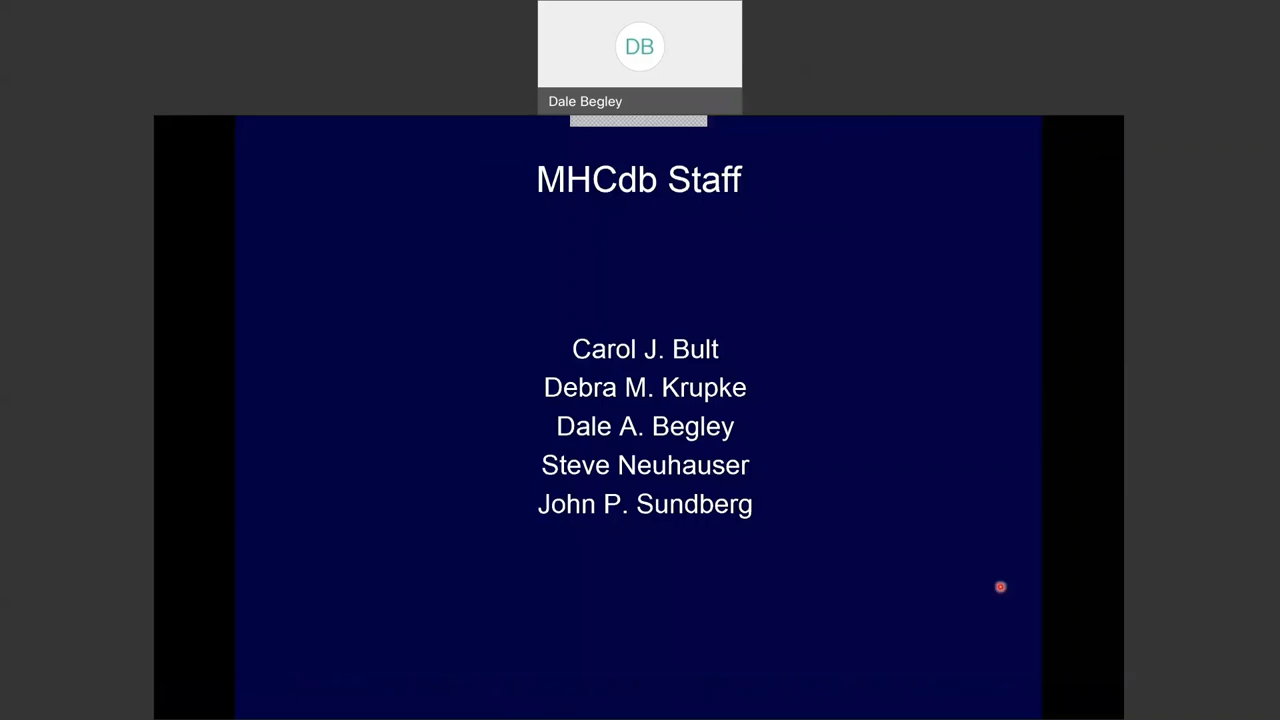 DB
Dale Begley
MHCdb Staff
Carol J. Bult
Debra M. Krupke
Dale A. Begley
Steve Neuhauser
John P. Sundberg